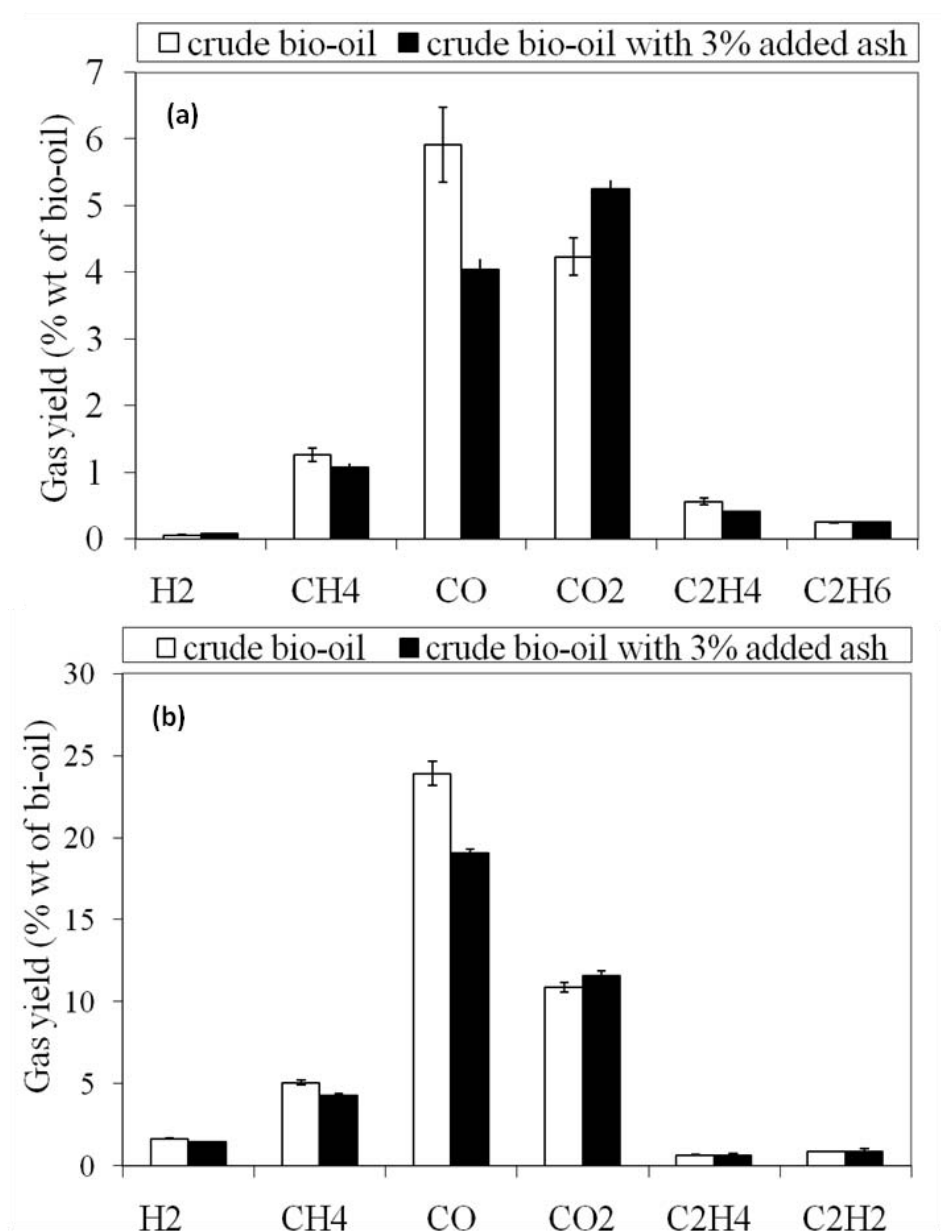 crude bio-oil crude bio-oil with 3% added ash
(a)
Gas yield (% wt of bio-oil)
7
6
5
4
3
2
1
0
H2 CH4 CO CO2 C2H4 C2H6
crude bio-oil crude bio-oil with 3% added ash
(b)
Gas yield (% wt of bi-oil)
30
25
20
15
10
5
0
H2 CH4 CO CO2 C2H4 C2H2